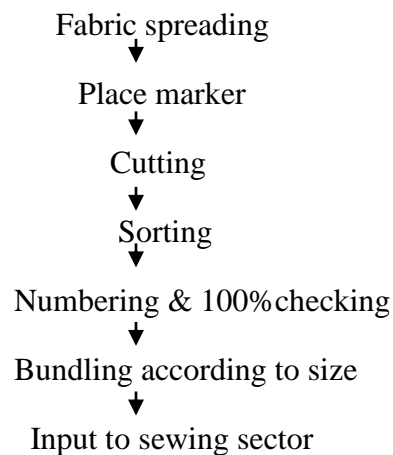 Fabric spreading
Place marker
Cutting
Sorting
Numbering & 100%checking
Bundling according to size
Input to sewing sector